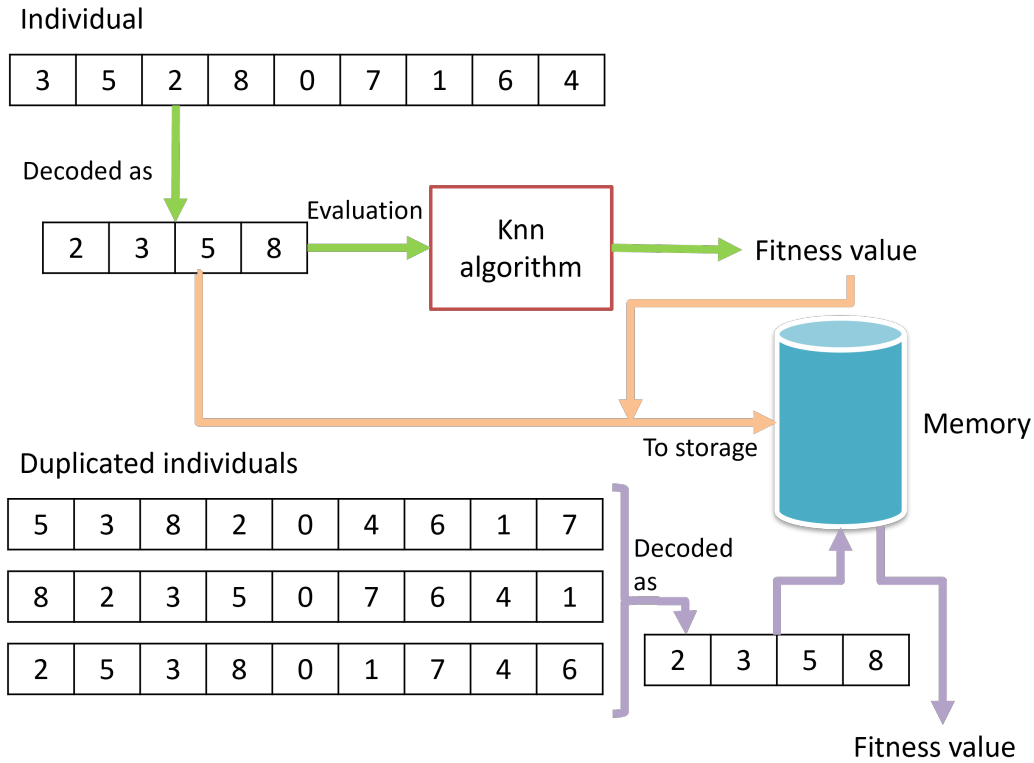 Individual
3 5 2 8 0 7 1 6 4
Decoded as
Evaluation
2 3 5 8
Knn
algorithm
Fitness value
Memory
To storage
Duplicated individuals
5 3 8 2 0 4 6 1 7
8 2 3 5 0 7 6 4 1
2 5 3 8 0 1 7 4 6
Decoded
as
2 3 5 8
Fitness value